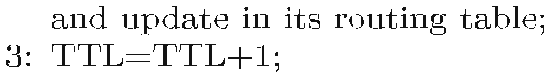 and update in its routing table;
3: TTL=TTL+1;